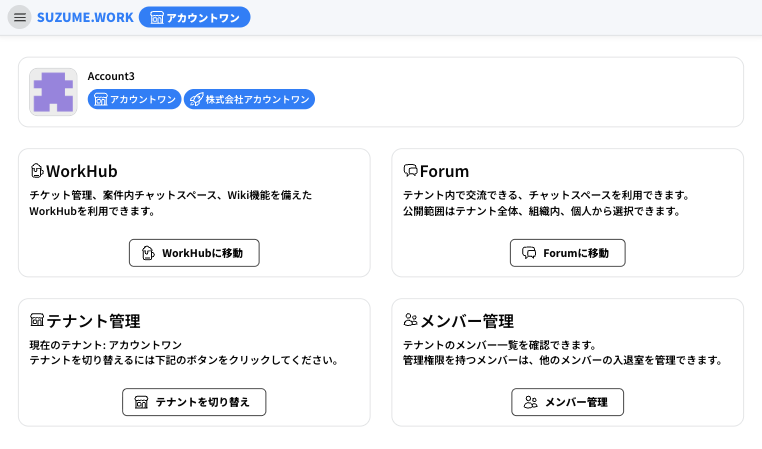 SUZUME.WORK アカウントワン
Account3
アカウントワン 株式会社アカウントワン
WorkHub
チケット管理、案件内チャットスペース、Wiki機能を備えた
WorkHubを利用できます。
WorkHubに移動
Forum
テナント内で交流できる、チャットスペースを利用できます。
公開範囲はテナント全体、組織内、個人から選択できます。
Forumに移動
テナント管理
現在のテナント: アカウントワン
テナントを切り替えるには下記のボタンをクリックしてください。
テナントを切り替え
メンバー管理
テナントのメンバー一覧を確認できます。
管理権限を持つメンバーは、他のメンバーの入退室を管理できます。
メンバー管理